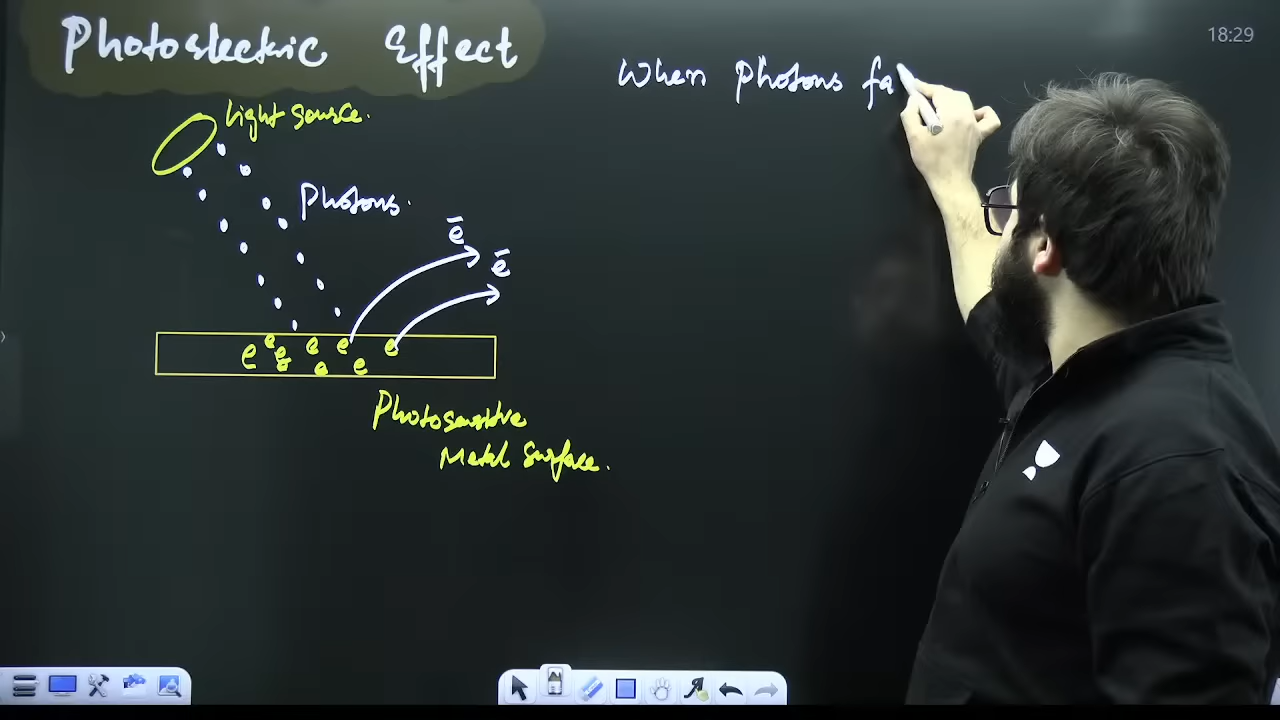 Photoelectric Effect
18:29
When Photons fa
Light source.
Photons.
ē
ē
e e e e e e e e
Photosensitive
Metal Surface.